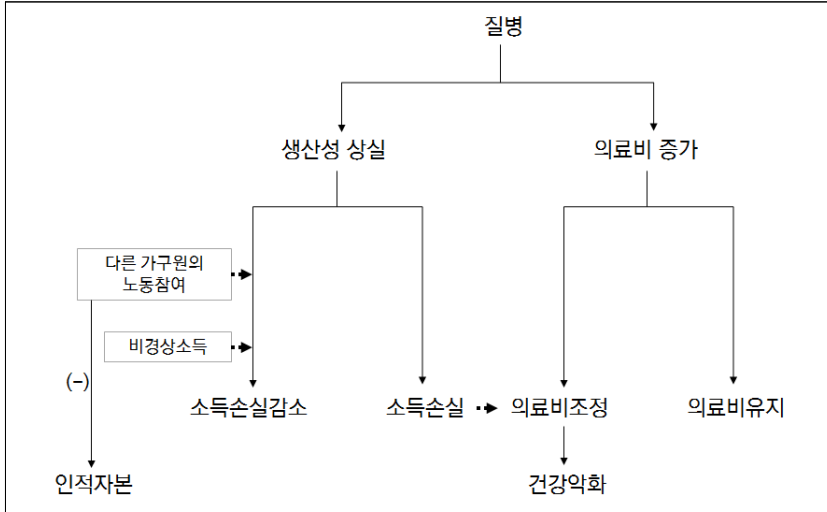 질병
생산성 상실
의료비 증가
다른 가구원의
노동참여
비경상소득
(−)
소득손실감소
소득손실
의료비조정
의료비유지
인적자본
건강악화